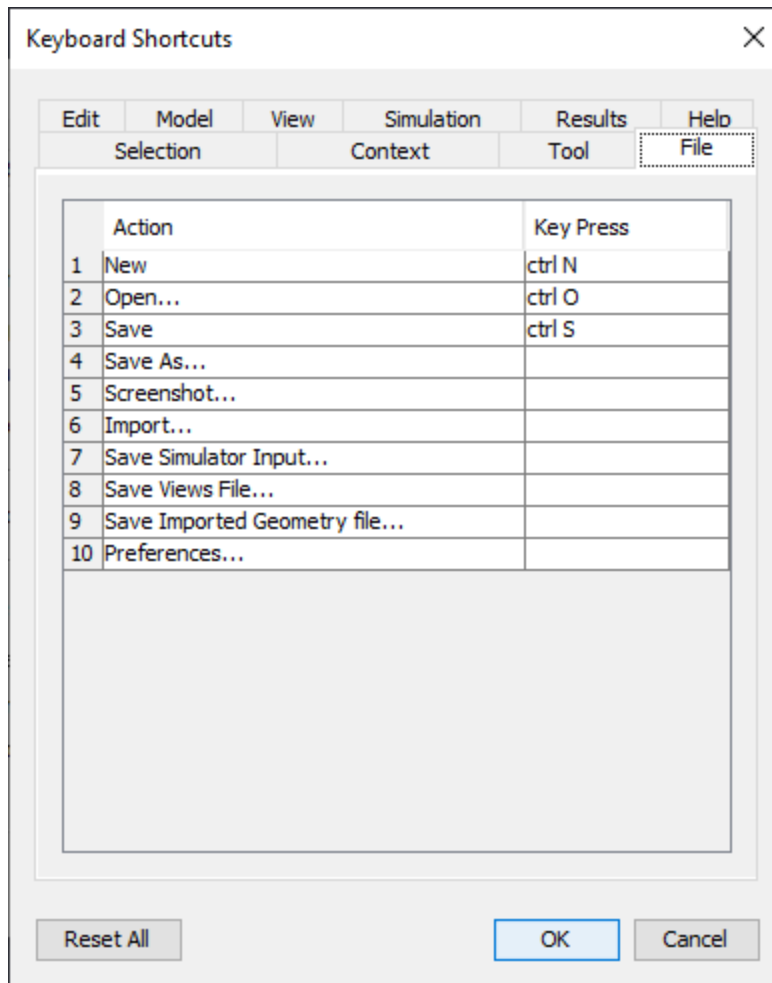 Keyboard Shortcuts
Edit Model View Simulation Results Help
Selection Context Tool File
Action Key Press
1 New ctrl N
2 Open... ctrl O
3 Save ctrl S
4 Save As...
5 Screenshot...
6 Import...
7 Save Simulator Input...
8 Save Views File...
9 Save Imported Geometry file...
10 Preferences...
Reset All OK Cancel